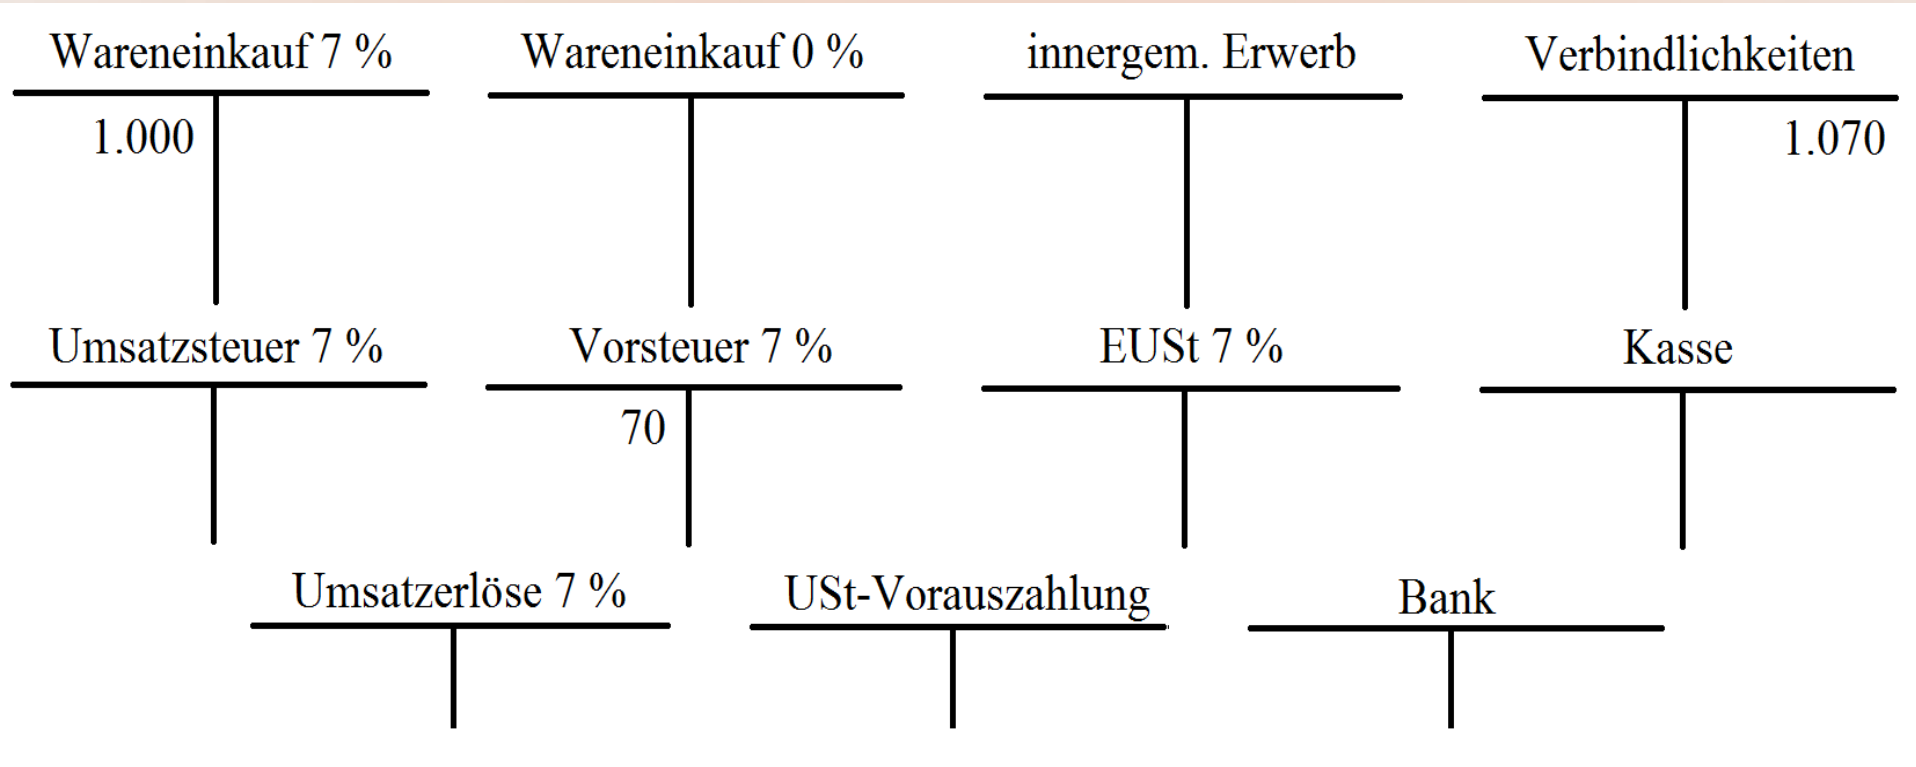 Wareneinkauf 7 %
Wareneinkauf 0 %
innergem. Erwerb
Verbindlichkeiten
1.000
1.070
Umsatzsteuer 7 %
Vorsteuer 7 %
EUSt 7 %
Kasse
70
Umsatzerlöse 7 %
USt-Vorauszahlung
Bank